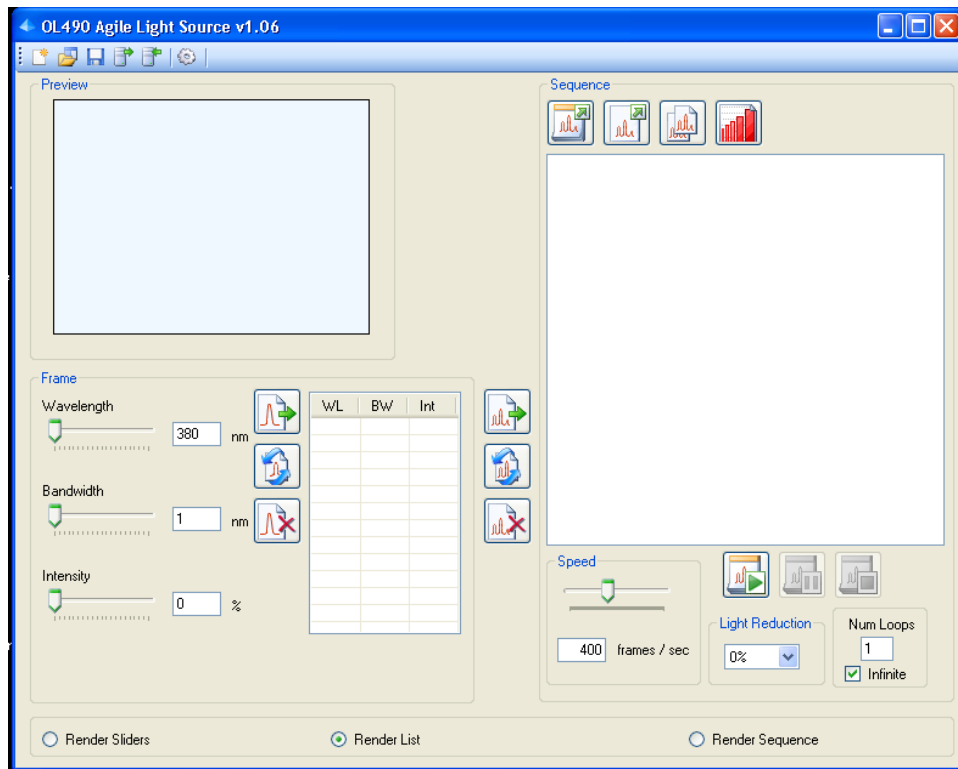 OL490 Agile Light Source v1.06
Preview
Sequence
Frame
Wavelength
380 nm
Bandwidth
1 nm
Intensity
0 %
WL BW Int
Speed
400 frames / sec
Light Reduction
0%
Num Loops
1
Infinite
Render Sliders
Render List
Render Sequence